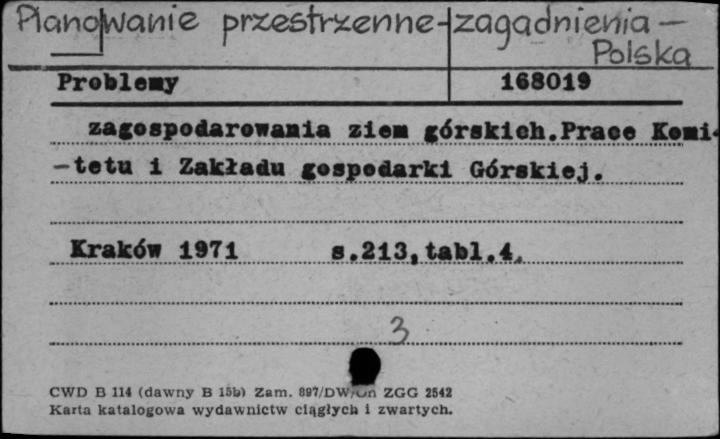 Planowanie przestrzenne-zagadnienia —
Polska
Problemy 168019
zagospodarowania ziem górskich.Prace Komi-
-tetu i Zakładu gospodarki Górskiej.
Kraków 1971 s.213,tabl.4.
3
CWD B 114 (dawny B 15b) Zam. 897/DW/ ZGG 2542
Karta katalogowa wydawnictw ciągłych i zwartych.